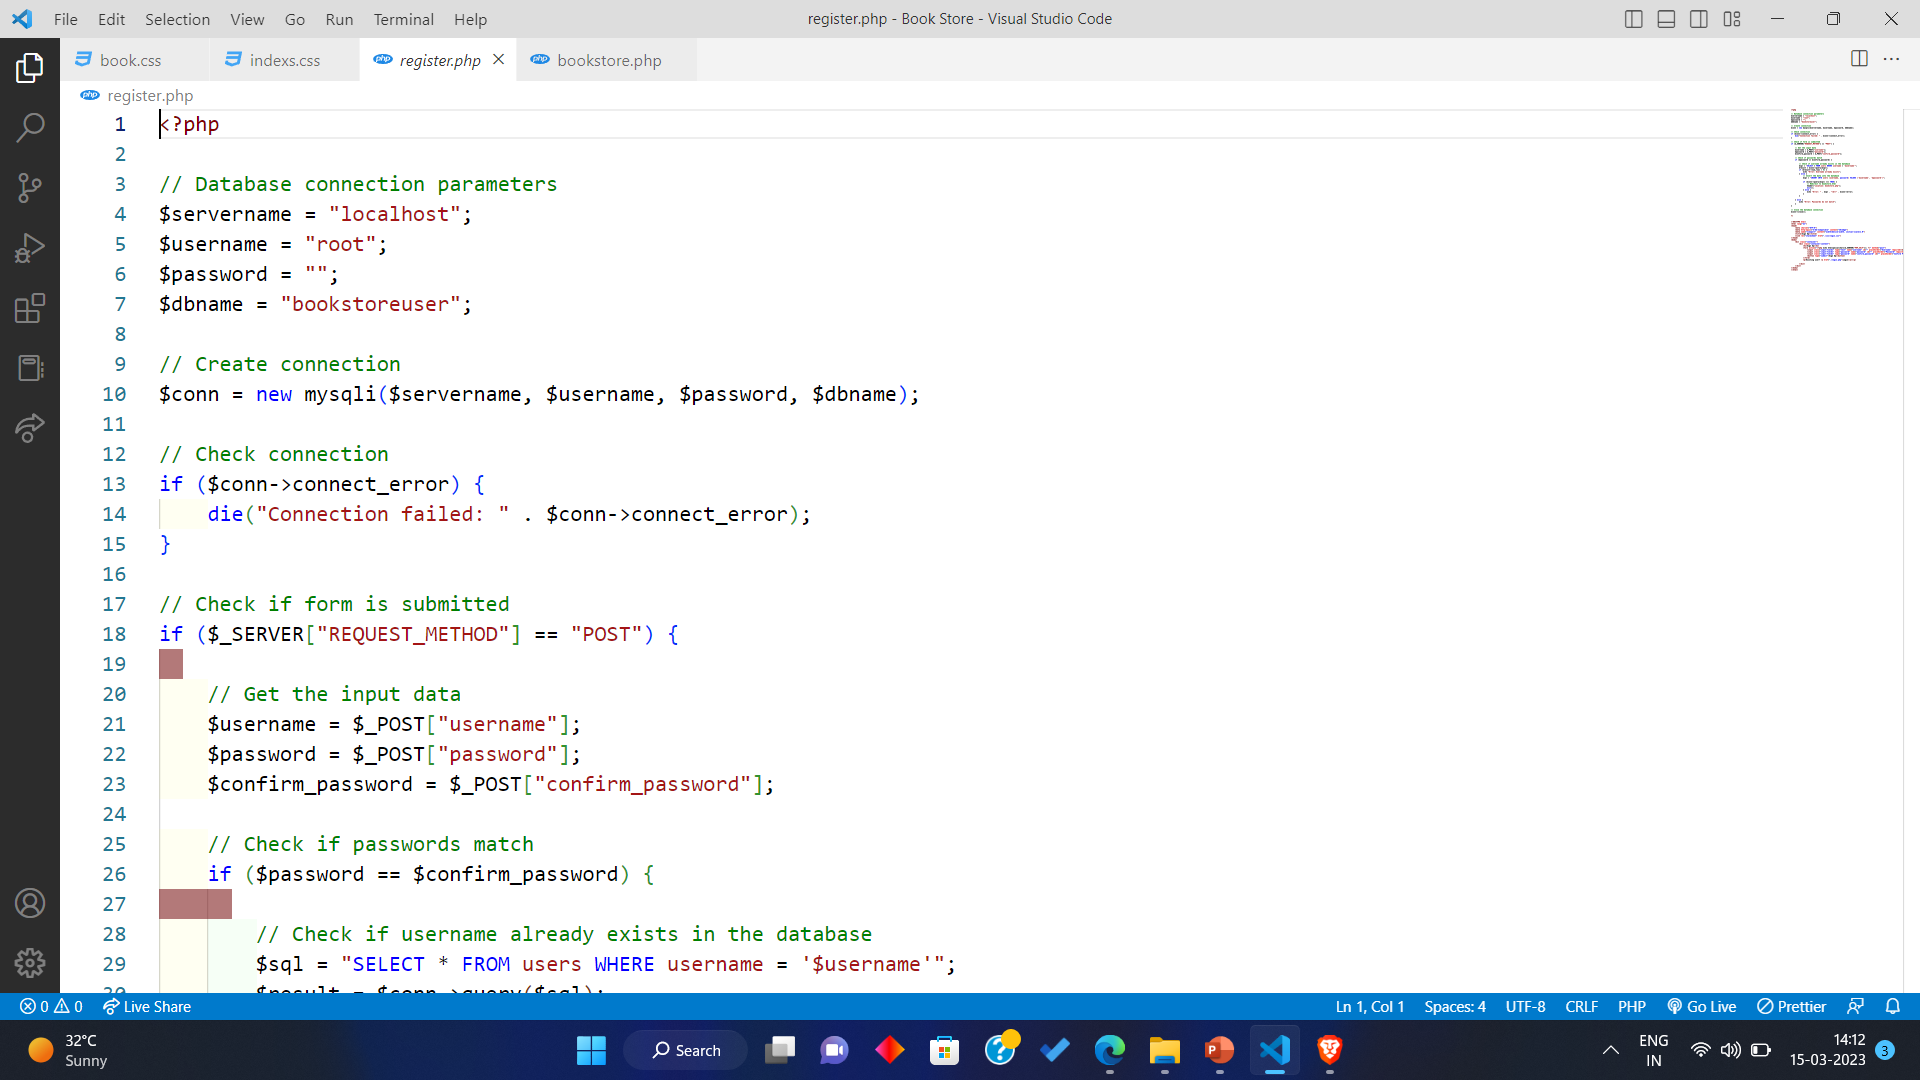 File Edit Selection View Go Run Terminal Help
register.php - Book Store - Visual Studio Code
book.css indexs.css register.php bookstore.php
register.php
1 <?php
2
3 // Database connection parameters
4 $servername = "localhost";
5 $username = "root";
6 $password = "";
7 $dbname = "bookstoreuser";
8
9 // Create connection
10 $conn = new mysqli($servername, $username, $password, $dbname);
11
12 // Check connection
13 if ($conn->connect_error) {
14 die("Connection failed: " . $conn->connect_error);
15 }
16
17 // Check if form is submitted
18 if ($_SERVER["REQUEST_METHOD"] == "POST") {
19
20 // Get the input data
21 $username = $_POST["username"];
22 $password = $_POST["password"];
23 $confirm_password = $_POST["confirm_password"];
24
25 // Check if passwords match
26 if ($password == $confirm_password) {
27
28 // Check if username already exists in the database
29 $sql = "SELECT * FROM users WHERE username = '$username'";
30 $result = $conn->query($sql);
0 0 Live Share Ln 1, Col 1 Spaces: 4 UTF-8 CRLF PHP Go Live Prettier
32°C
Sunny
Search
ENG
IN
14:12
15-03-2023
3